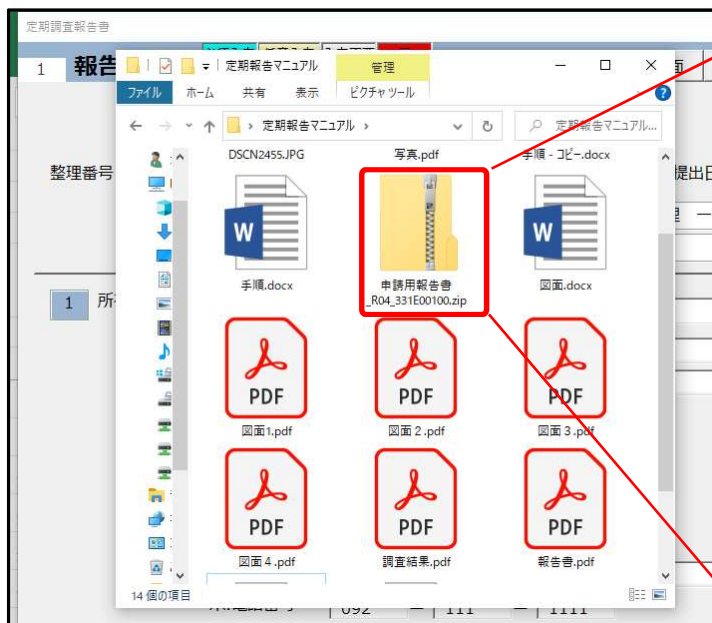 定期調査報告書
1 報告
定期報告マニュアル
管理
ファイル ホーム 共有 表示 ピクチャ ツール
定期報告マニュアル
定期報告マニュアル...
DSCN2455.JPG 写真.pdf 手順 - コピー.docx
整理番号
提出日
W W
手順.docx 申請用報告書 図面.docx
_R04_331E00100.zip
1 所
PDF PDF PDF
図面1.pdf 図面２.pdf 図面３.pdf
PDF PDF PDF
図面４.pdf 調査結果.pdf 報告書.pdf
14 個の項目
092 ー 111 ー 1111